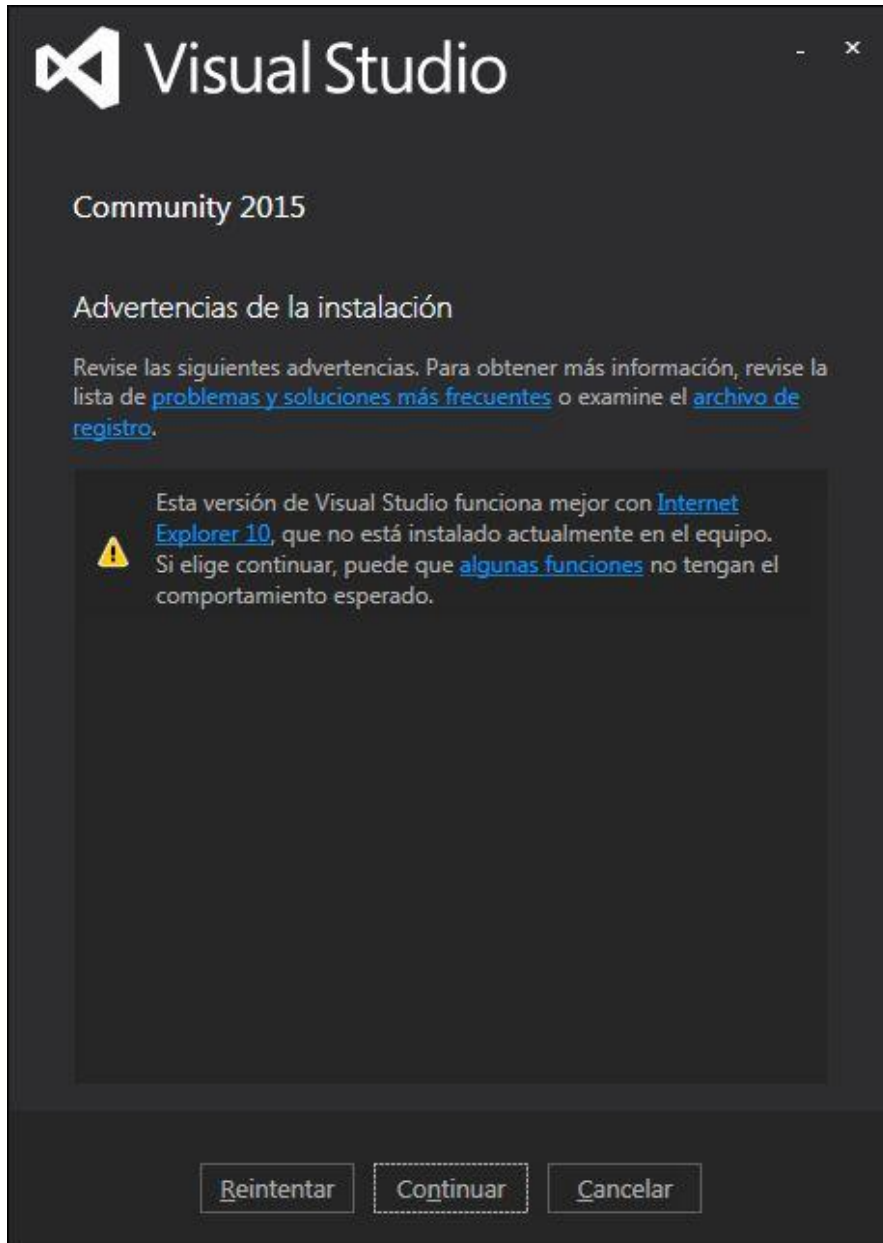 Visual Studio
Community 2015
Advertencias de la instalación
Revise las siguientes advertencias. Para obtener más información, revise la
lista de problemas y soluciones más frecuentes o examine el archivo de
registro.
Esta versión de Visual Studio funciona mejor con Internet
Explorer 10, que no está instalado actualmente en el equipo.
Si elige continuar, puede que algunas funciones no tengan el
comportamiento esperado.
Reintentar Continuar Cancelar